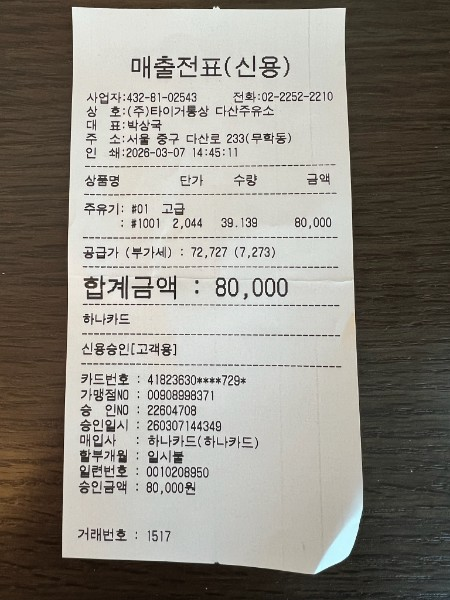 매출전표(신용)
사업자:432-81-02543 전화:02-2252-2210
상 호:(주)타이거통상 다산주유소
대 표:박상국
주 소:서울 중구 다산로 233(무학동)
인 쇄:2026-03-07 14:45:11
상품명 단가 수량 금액
주유기: #01 고급
: #1001 2,044 39.139 80,000
공급가 (부가세) : 72,727 (7,273)
합계금액 : 80,000
하나카드
신용승인[고객용]
카드번호 : 41823630****729*
가맹점NO : 00908998371
승 인NO : 22604708
승인일시 : 260307144349
매입사 : 하나카드(하나카드)
할부개월 : 일시불
일련번호 : 0010208950
승인금액 : 80,000원
거래번호 : 1517